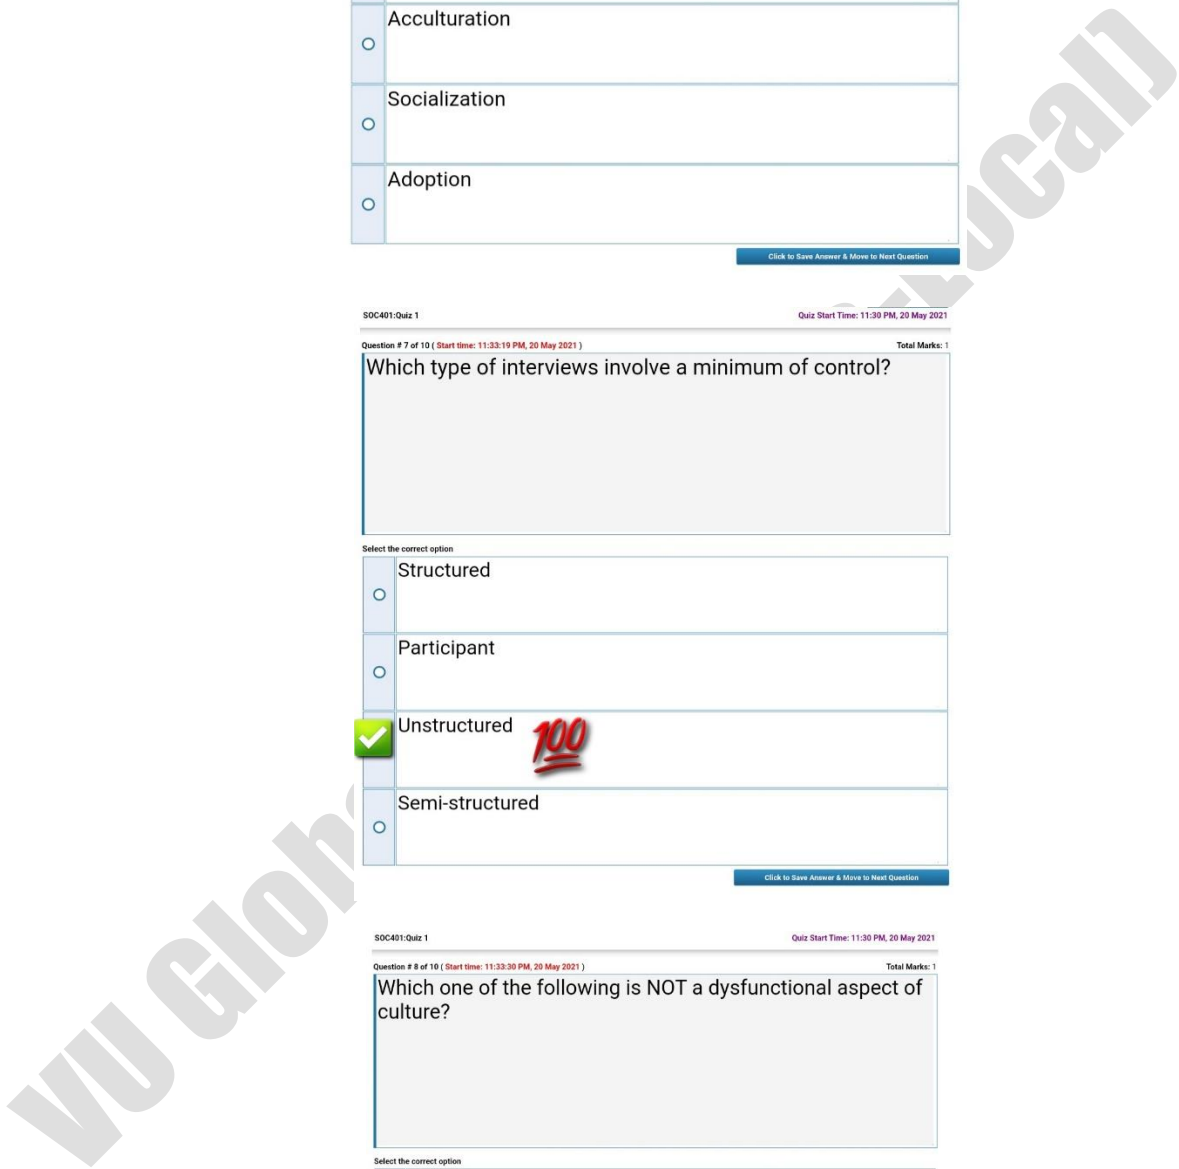 Acculturation
Socialization
Adoption
Click to Save Answer & Move to Next Question
SOC401:Quiz 1
Quiz Start Time: 11:30 PM, 20 May 2021
Question # 7 of 10 ( Start time: 11:33:19 PM, 20 May 2021 )
Total Marks: 1
Which type of interviews involve a minimum of control?
Select the correct option
Structured
Participant
Unstructured
100
Semi-structured
Click to Save Answer & Move to Next Question
SOC401:Quiz 1
Quiz Start Time: 11:30 PM, 20 May 2021
Question # 8 of 10 ( Start time: 11:33:30 PM, 20 May 2021 )
Total Marks: 1
Which one of the following is NOT a dysfunctional aspect of
culture?
Select the correct option
VU